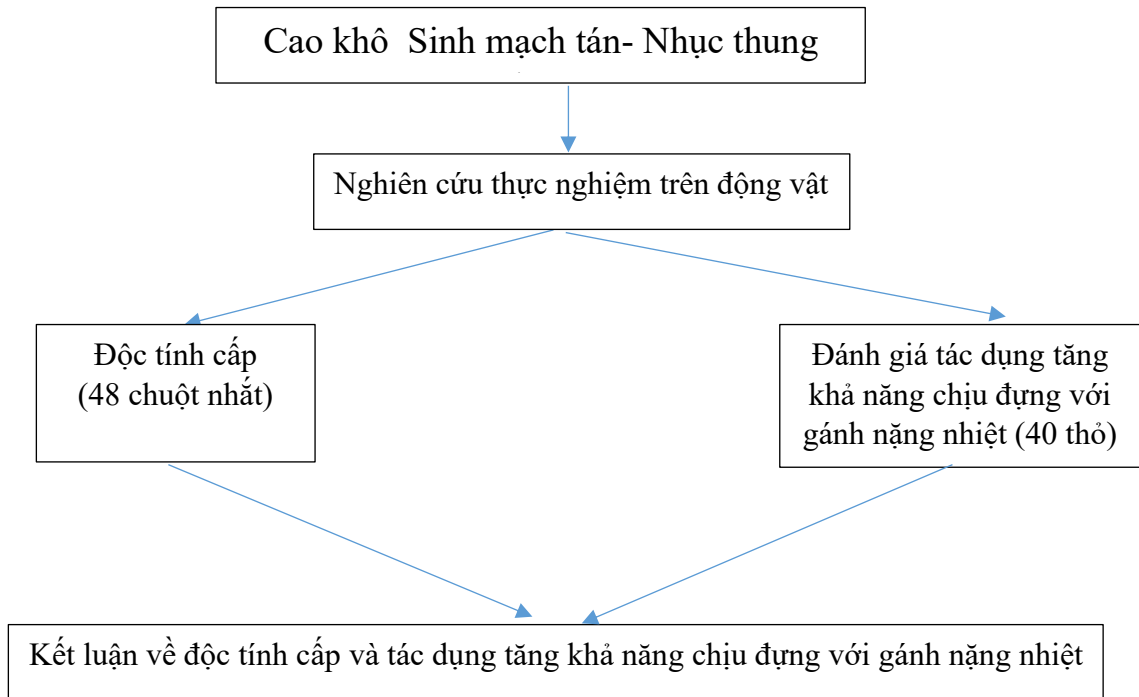 Cao khô Sinh mạch tán- Nhục thung
Nghiên cứu thực nghiệm trên động vật
Độc tính cấp
(48 chuột nhắt)
Đánh giá tác dụng tăng
khả năng chịu đựng với
gánh nặng nhiệt (40 thỏ)
Kết luận về độc tính cấp và tác dụng tăng khả năng chịu đựng với gánh nặng nhiệt